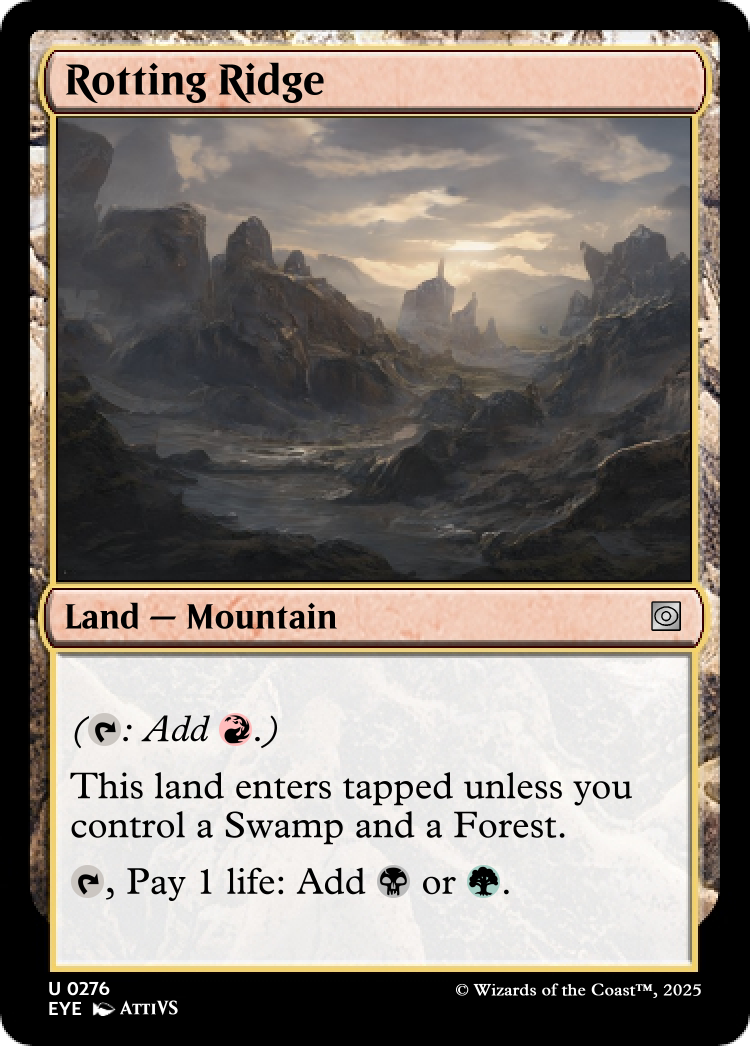 Rotting Ridge
Land — Mountain
(: Add .)
This land enters tapped unless you
control a Swamp and a Forest.
, Pay 1 life: Add or .
U 0276
EYE AttiVS
© Wizards of the Coast™, 2025